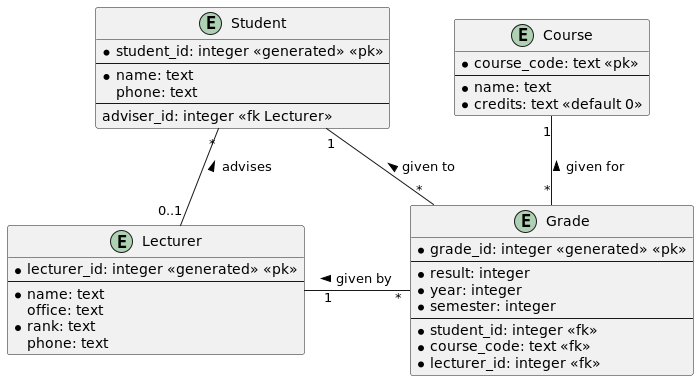 E Student
* student_id: integer «generated» «pk»
* name: text
phone: text
adviser_id: integer «fk Lecturer»
E Course
* course_code: text «pk»
* name: text
* credits: text «default 0»
* 1 1
advises given to given for
0..1 * *
E Lecturer
* lecturer_id: integer «generated» «pk»
* name: text
office: text
* rank: text
phone: text
given by
1 *
E Grade
* grade_id: integer «generated» «pk»
* result: integer
* year: integer
* semester: integer
* student_id: integer «fk»
* course_code: text «fk»
* lecturer_id: integer «fk»